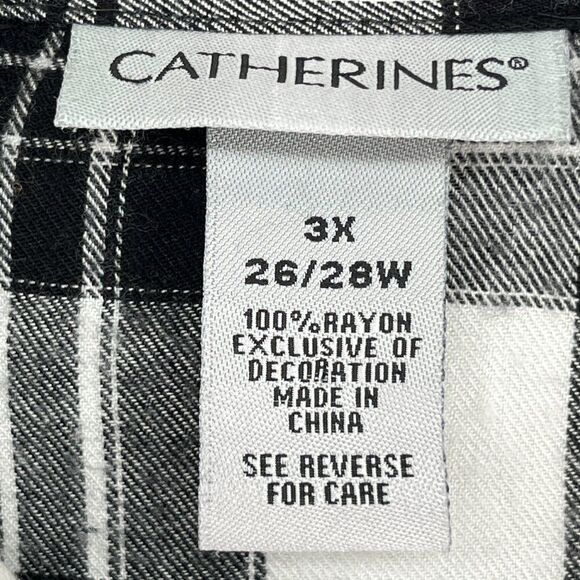 CATHERINES®
3X
26/28W
100%RAYON
EXCLUSIVE OF
DECORATION
MADE IN
CHINA
SEE REVERSE
FOR CARE